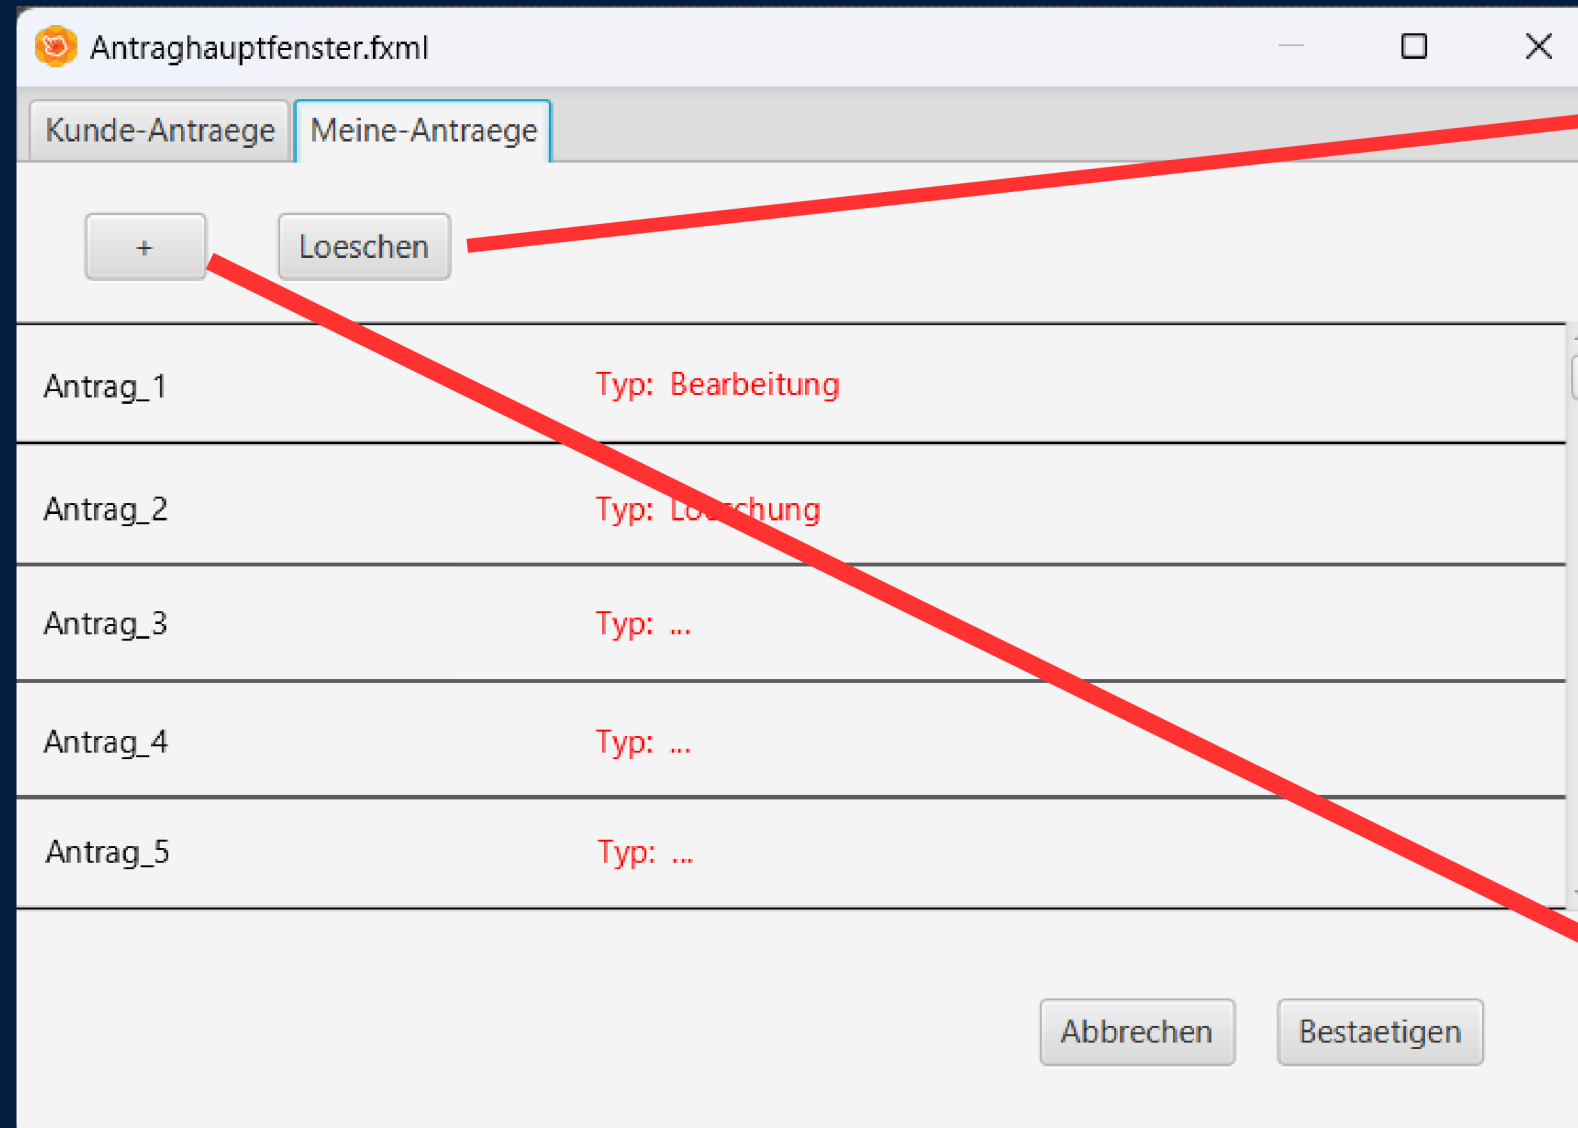 Antraghauptfenster.fxml
Kunde-Antraege Meine-Antraege
+ Loeschen
Antrag_1 Typ: Bearbeitung
Antrag_2 Typ: Loeschung
Antrag_3 Typ: ...
Antrag_4 Typ: ...
Antrag_5 Typ: ...
Abbrechen Bestaetigen